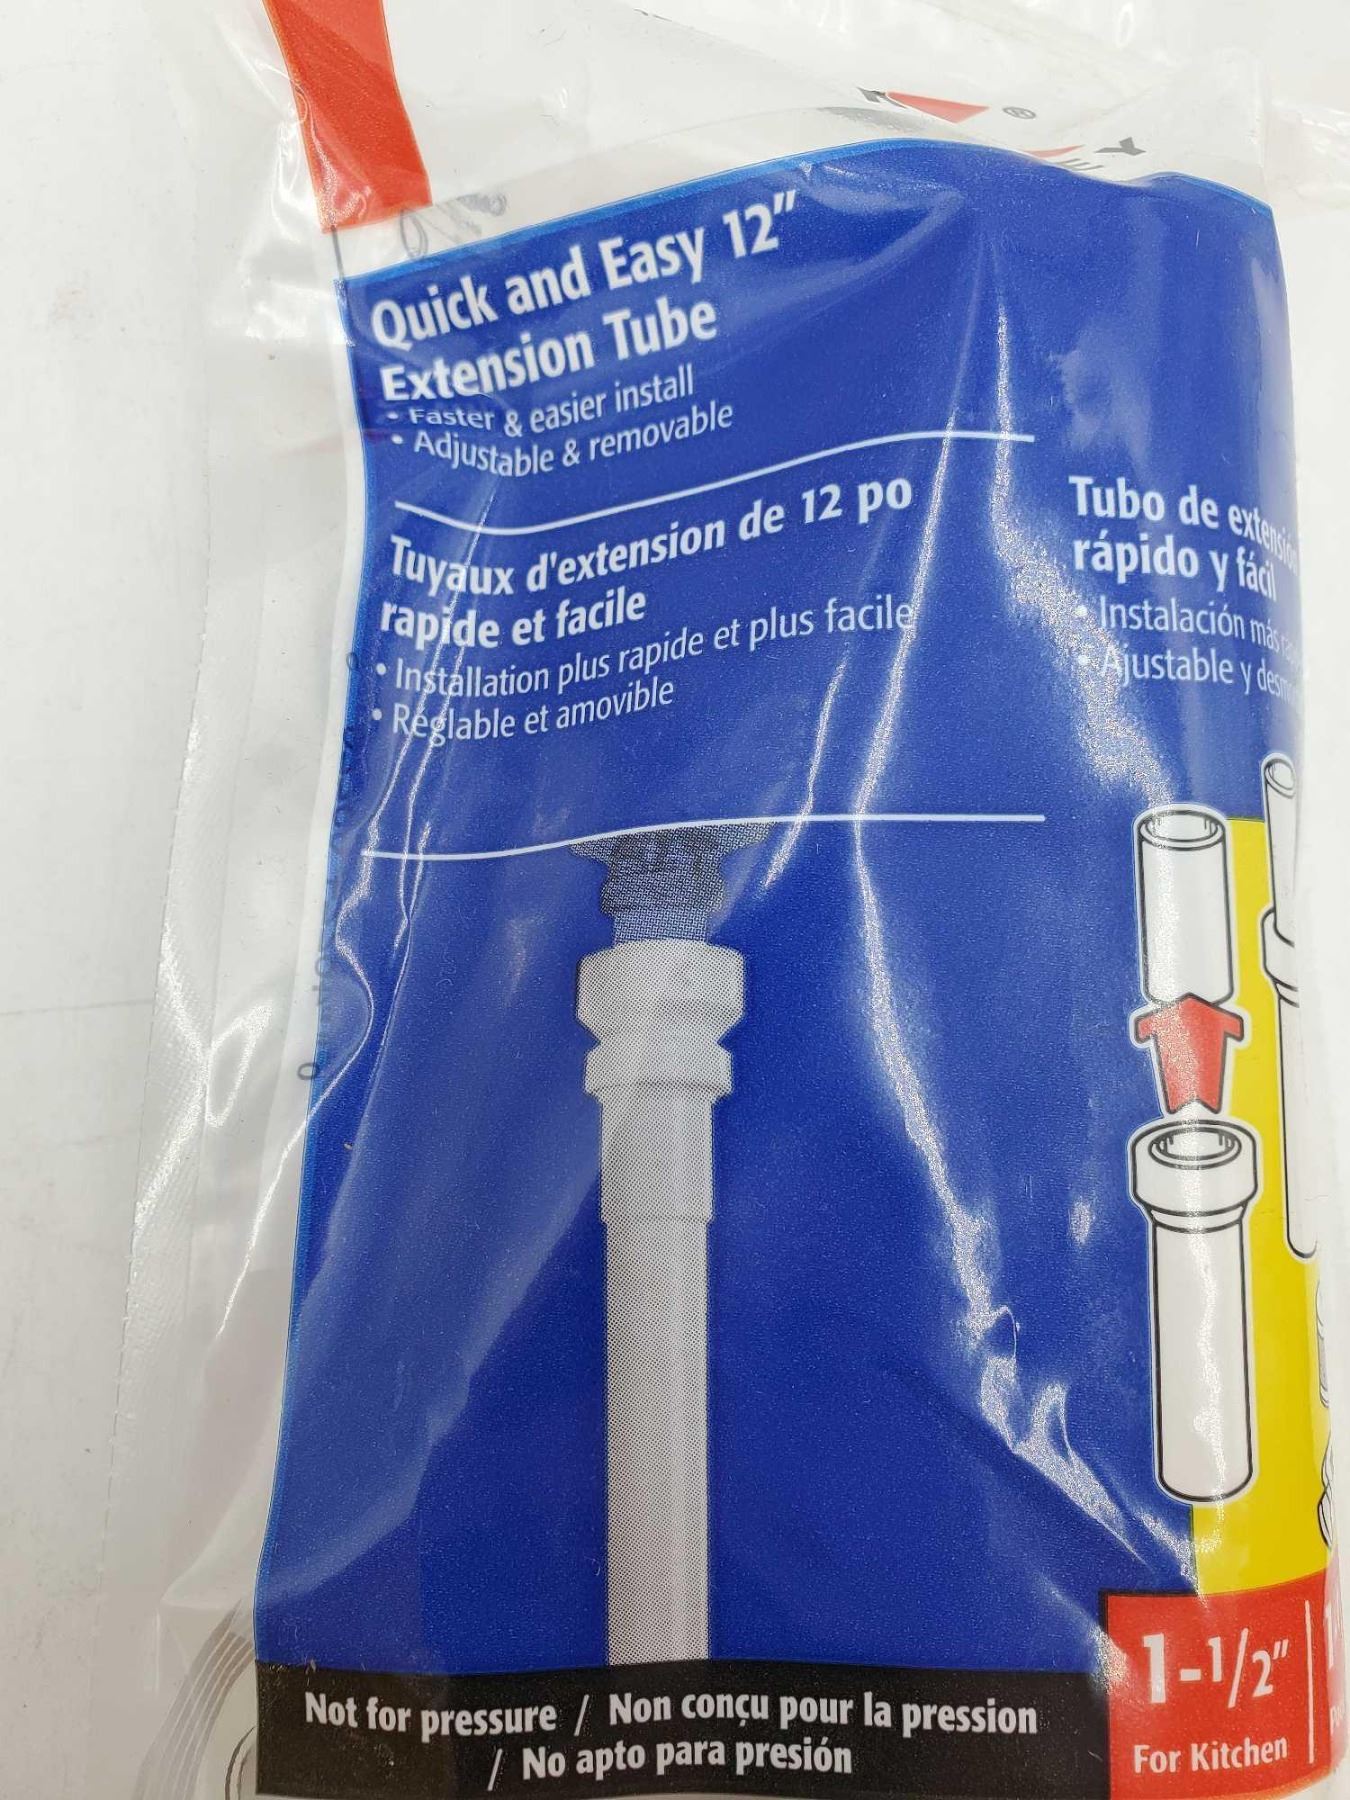 Quick and Easy 12"
Extension Tube
• Faster & easier install
• Adjustable & removable
Tuyaux d'extension de 12 po
rapide et facile
• Installation plus rapide et plus facile
• Réglable et amovible
Tubo de extensión
rápido y fácil
• Instalación más
• Ajustable y
Not for pressure / Non conçu pour la pression
/ No apto para presión
1-1/2"
For Kitchen